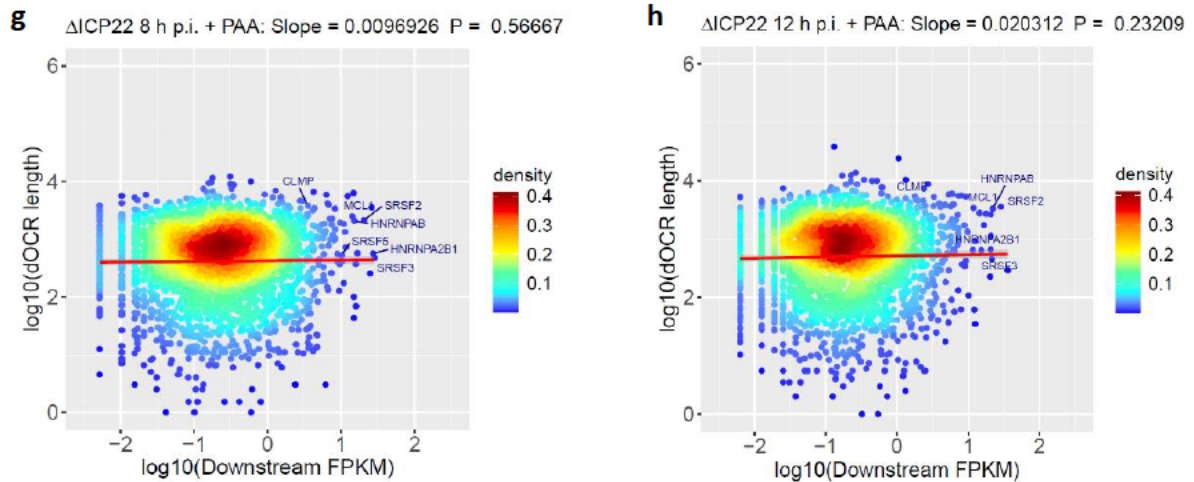 g
ΔICP22 8 h p.i. + PAA: Slope = 0.0096926 P = 0.56667
6
4
2
0
log10(dOCR length)
CLMP
MCL1
SRSF2
HNRNPAB
SRSF5
HNRNPA2B1
SRSF3
−2
−1
0
1
2
log10(Downstream FPKM)
density
0.4
0.3
0.2
0.1
h
ΔICP22 12 h p.i. + PAA: Slope = 0.020312 P = 0.23209
6
4
2
0
log10(dOCR length)
HNRNPAB
CLMP
MCL1
SRSF2
HNRNPA2B1
SRSF3
−2
−1
0
1
2
log10(Downstream FPKM)
density
0.4
0.3
0.2
0.1